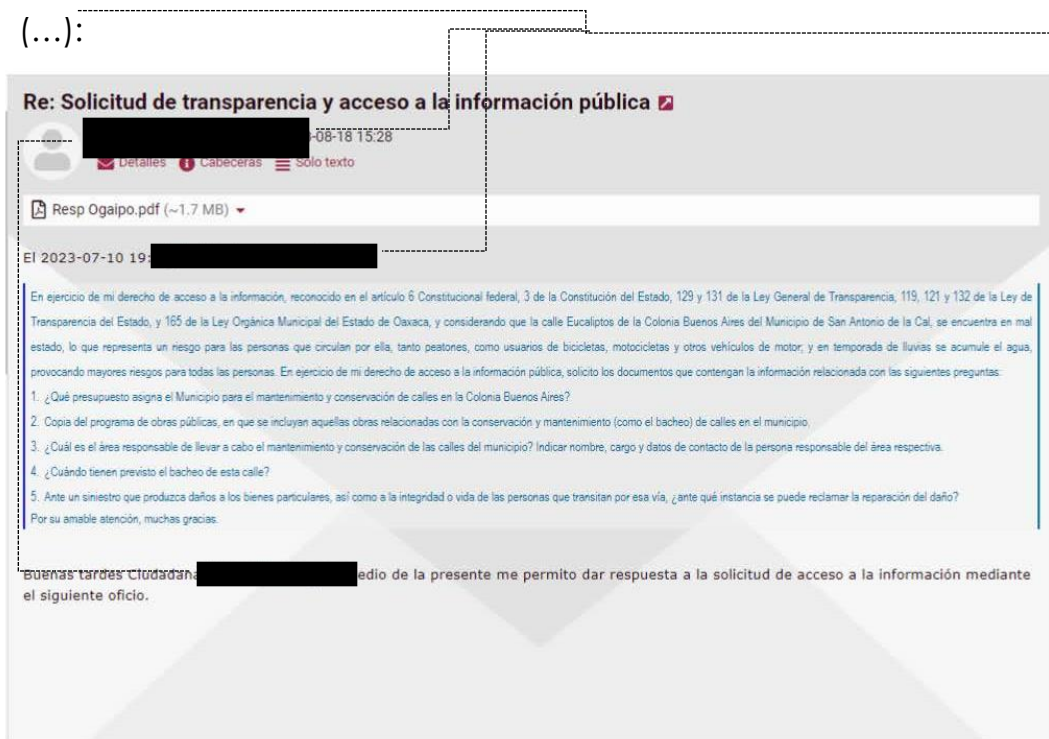 (...):
Re: Solicitud de transparencia y acceso a la información pública
-08-18 15:28
Detalles Cabeceras Sólo texto
Resp Ogaipo.pdf (~1.7 MB)
El 2023-07-10 19:
En ejercicio de mi derecho de acceso a la información, reconocido en el artículo 6 Constitucional federal, 3 de la Constitución del Estado, 129 y 131 de la Ley General de Transparencia, 119, 121 y 132 de la Ley de
Transparencia del Estado, y 165 de la Ley Orgánica Municipal del Estado de Oaxaca, y considerando que la calle Eucaliptos de la Colonia Buenos Aires del Municipio de San Antonio de la Cal, se encuentra en mal
estado, lo que representa un riesgo para las personas que circulan por ella, tanto peatones, como usuarios de bicicletas, motocicletas y otros vehículos de motor; y en temporada de lluvias se acumule el agua,
provocando mayores riesgos para todas las personas. En ejercicio de mi derecho de acceso a la información pública, solicito los documentos que contengan la información relacionada con las siguientes preguntas:
1. ¿Qué presupuesto asigna el Municipio para el mantenimiento y conservación de calles en la Colonia Buenos Aires?
2. Copia del programa de obras públicas, en que se incluyan aquellas obras relacionadas con la conservación y mantenimiento (como el bacheo) de calles en el municipio.
3. ¿Cuál es el área responsable de llevar a cabo el mantenimiento y conservación de las calles del municipio? Indicar nombre, cargo y datos de contacto de la persona responsable del área respectiva.
4. ¿Cuándo tienen previsto el bacheo de esta calle?
5. Ante un siniestro que produzca daños a los bienes particulares, así como a la integridad o vida de las personas que transitan por esa vía, ¿ante qué instancia se puede reclamar la reparación del daño?
Por su amable atención, muchas gracias.
Buenas tardes Ciudadana edio de la presente me permito dar respuesta a la solicitud de acceso a la información mediante
el siguiente oficio.